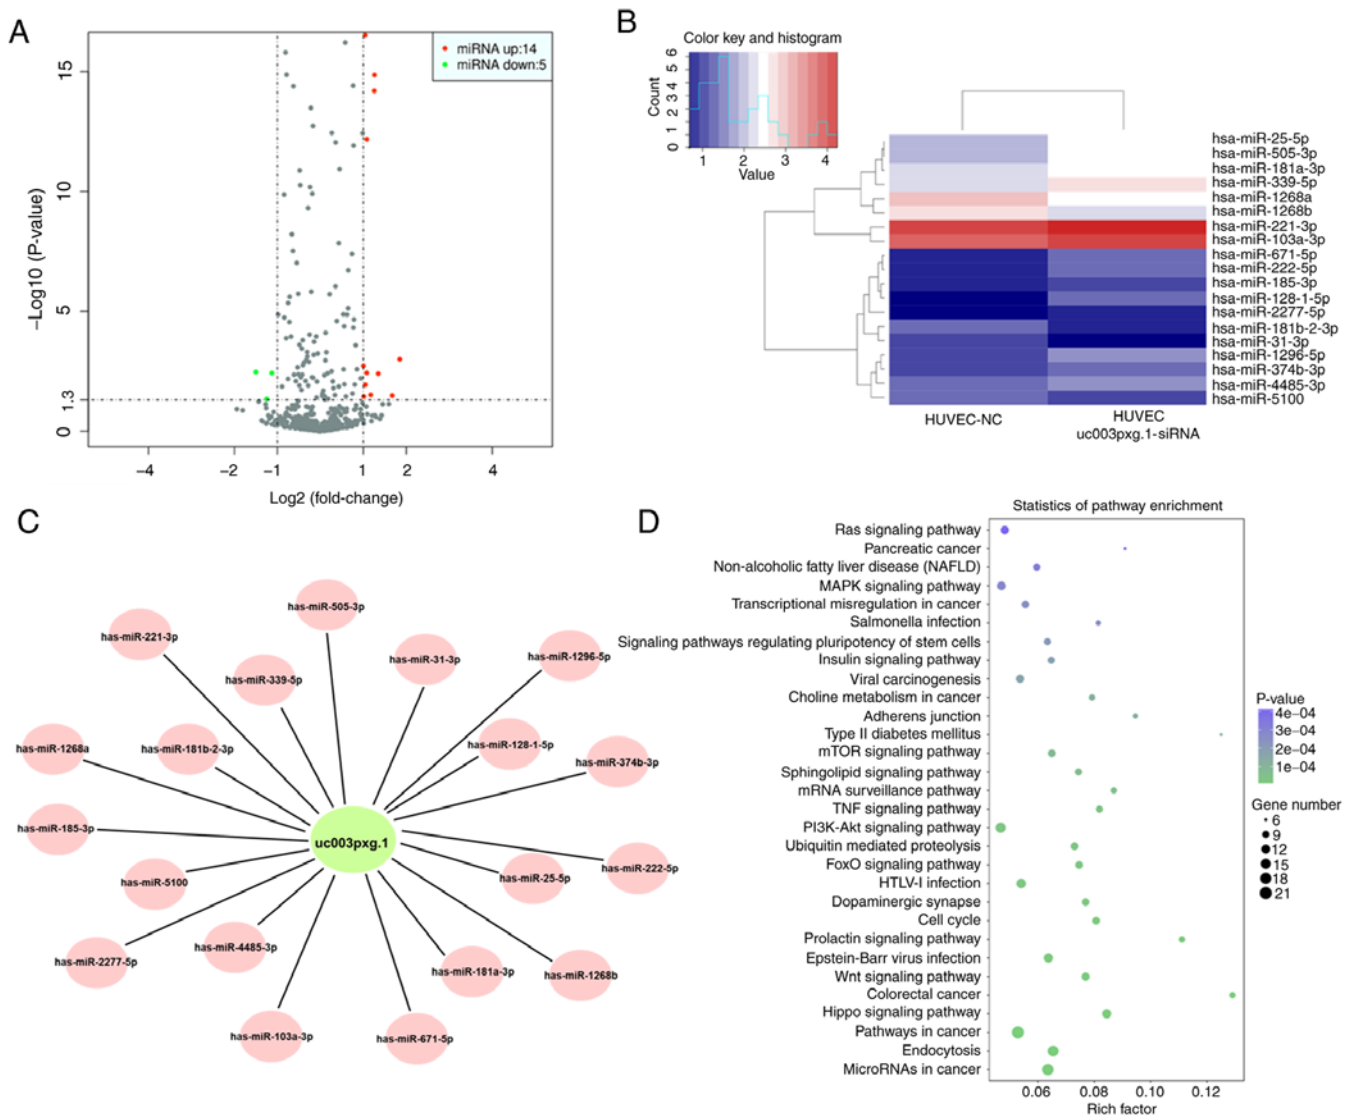 A
miRNA up:14
miRNA down:5
15
10
5
1.3
0
−Log10 (P-value)
−4
−2
−1
1
2
4
Log2 (fold-change)
B
Color key and histogram
Count
0 1 2 3 4 5 6
1 2 3 4
Value
hsa-miR-25-5p
hsa-miR-505-3p
hsa-miR-181a-3p
hsa-miR-339-5p
hsa-miR-1268a
hsa-miR-1268b
hsa-miR-221-3p
hsa-miR-103a-3p
hsa-miR-671-5p
hsa-miR-222-5p
hsa-miR-185-3p
hsa-miR-128-1-5p
hsa-miR-2277-5p
hsa-miR-181b-2-3p
hsa-miR-31-3p
hsa-miR-1296-5p
hsa-miR-374b-3p
hsa-miR-4485-3p
hsa-miR-5100
HUVEC-NC
HUVEC
uc003pxg.1-siRNA
C
has-miR-505-3p
has-miR-221-3p
has-miR-31-3p
has-miR-1296-5p
has-miR-339-5p
has-miR-1268a
has-miR-181b-2-3p
has-miR-128-1-5p
has-miR-374b-3p
has-miR-185-3p
uc003pxg.1
has-miR-222-5p
has-miR-5100
has-miR-25-5p
has-miR-4485-3p
has-miR-2277-5p
has-miR-181a-3p
has-miR-1268b
has-miR-103a-3p
has-miR-671-5p
D
Statistics of pathway enrichment
Ras signaling pathway
Pancreatic cancer
Non-alcoholic fatty liver disease (NAFLD)
MAPK signaling pathway
Transcriptional misregulation in cancer
Salmonella infection
Signaling pathways regulating pluripotency of stem cells
Insulin signaling pathway
Viral carcinogenesis
Choline metabolism in cancer
Adherens junction
Type II diabetes mellitus
mTOR signaling pathway
Sphingolipid signaling pathway
mRNA surveillance pathway
TNF signaling pathway
PI3K-Akt signaling pathway
Ubiquitin mediated proteolysis
FoxO signaling pathway
HTLV-I infection
Dopaminergic synapse
Cell cycle
Prolactin signaling pathway
Epstein-Barr virus infection
Wnt signaling pathway
Colorectal cancer
Hippo signaling pathway
Pathways in cancer
Endocytosis
MicroRNAs in cancer
0.06
0.08
0.10
0.12
Rich factor
P-value
4e−04
3e−04
2e−04
1e−04
Gene number
6
9
12
15
18
21